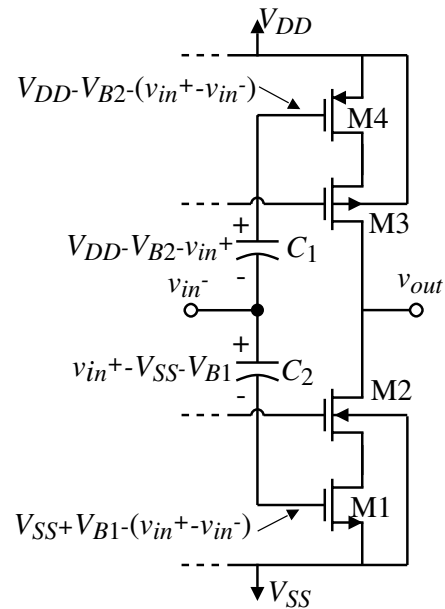 V_DD
V_DD-V_B2-(v_in^+-v_in^-)
M4
M3
+
V_DD-V_B2-v_in^+
C_1
-
v_in^-
v_out
+
v_in^+-V_SS-V_B1
C_2
-
M2
M1
V_SS+V_B1-(v_in^+-v_in^-)
V_SS